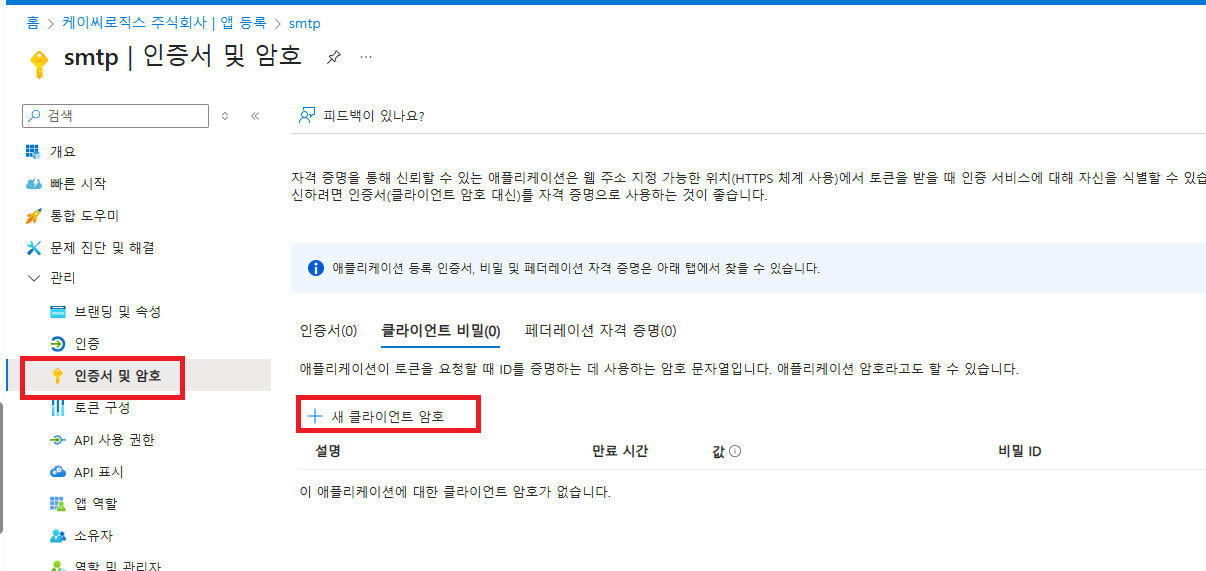 홈 > 케이씨로직스 주식회사 | 앱 등록 > smtp
smtp | 인증서 및 암호 ...
검색
피드백이 있나요?
개요
빠른 시작
통합 도우미
문제 진단 및 해결
관리
브랜딩 및 속성
인증
인증서 및 암호
토큰 구성
API 사용 권한
API 표시
앱 역할
소유자
역할 및 관리자
자격 증명을 통해 신뢰할 수 있는 애플리케이션은 웹 주소 지정 가능한 위치(HTTPS 체계 사용)에서 토큰을 받을 때 인증 서비스에 대해 자신을 식별할 수 있습
신하려면 인증서(클라이언트 암호 대신)를 자격 증명으로 사용하는 것이 좋습니다.
애플리케이션 등록 인증서, 비밀 및 페더레이션 자격 증명은 아래 탭에서 찾을 수 있습니다.
인증서(0) 클라이언트 비밀(0) 페더레이션 자격 증명(0)
애플리케이션이 토큰을 요청할 때 ID를 증명하는 데 사용하는 암호 문자열입니다. 애플리케이션 암호라고도 할 수 있습니다.
새 클라이언트 암호
설명 만료 시간 값 비밀 ID
이 애플리케이션에 대한 클라이언트 암호가 없습니다.